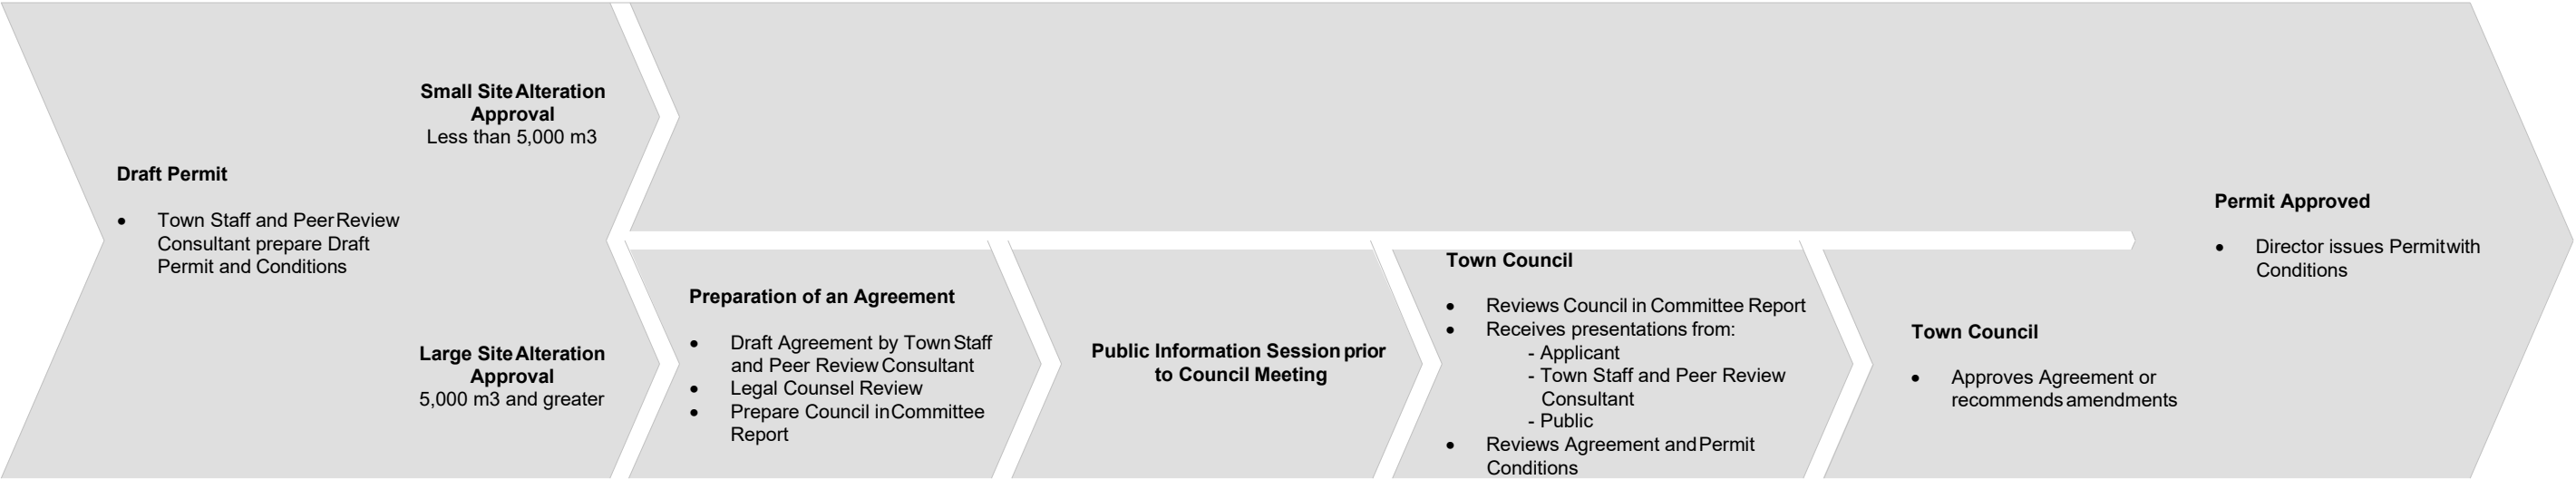 Draft Permit
• Town Staff and Peer Review
Consultant prepare Draft
Permit and Conditions
Small Site Alteration
Approval
Less than 5,000 m3
Large Site Alteration
Approval
5,000 m3 and greater
Preparation of an Agreement
• Draft Agreement by Town Staff
and Peer Review Consultant
• Legal Counsel Review
• Prepare Council in Committee
Report
Public Information Session prior
to Council Meeting
Town Council
• Reviews Council in Committee Report
• Receives presentations from:
- Applicant
- Town Staff and Peer Review
Consultant
- Public
• Reviews Agreement and Permit
Conditions
Town Council
• Approves Agreement or
recommends amendments
Permit Approved
• Director issues Permit with
Conditions